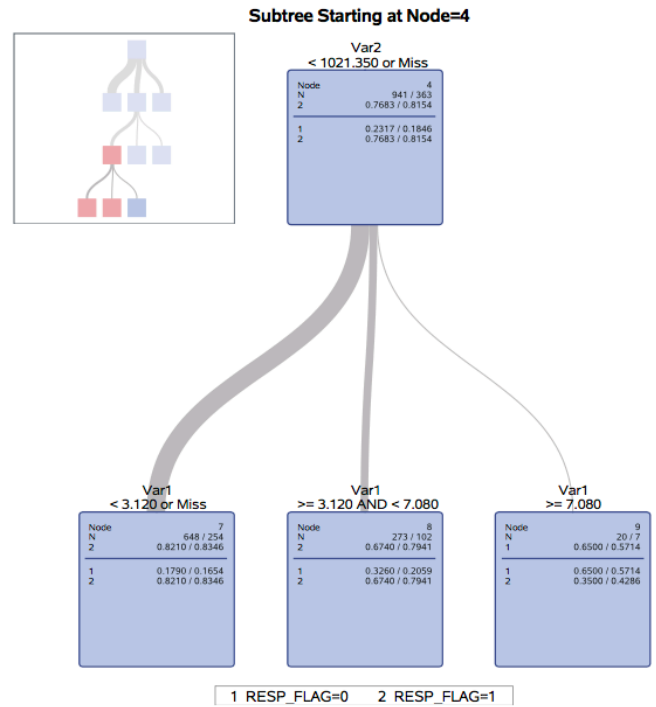 Subtree Starting at Node=4
Var2
< 1021.350 or Miss
Node 4
N 941 / 363
2 0.7683 / 0.8154
1 0.2317 / 0.1846
2 0.7683 / 0.8154
Var1
< 3.120 or Miss
Node 7
N 648 / 254
2 0.8210 / 0.8346
1 0.1790 / 0.1654
2 0.8210 / 0.8346
Var1
>= 3.120 AND < 7.080
Node 8
N 273 / 102
2 0.6740 / 0.7941
1 0.3260 / 0.2059
2 0.6740 / 0.7941
Var1
>= 7.080
Node 9
N 20 / 7
1 0.6500 / 0.5714
1 0.6500 / 0.5714
2 0.3500 / 0.4286
1 RESP_FLAG=0 2 RESP_FLAG=1